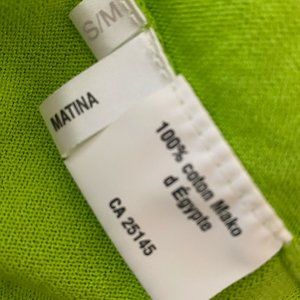 S/M
MATINA
100% coton Mako
d Égypte
CA 25145